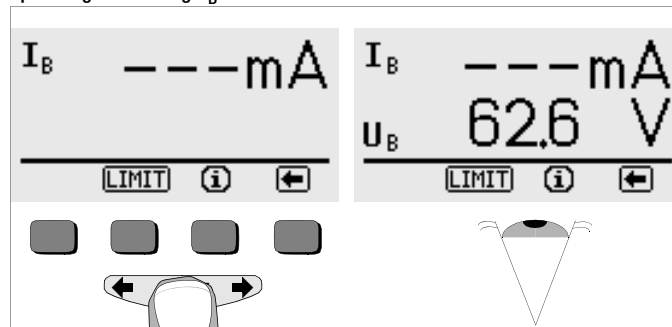 I_B – – – mA
LIMIT i
I_B – – – mA
U_B 62.6 V
LIMIT i